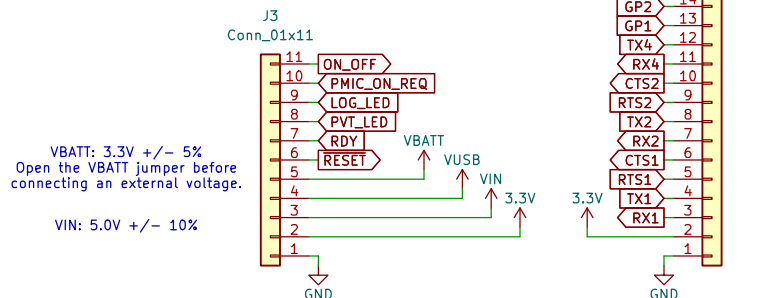 J3
Conn_01x11
11 ON_OFF
10 PMIC_ON_REQ
9 LOG_LED
8 PVT_LED
7 RDY
6 RESET
5 VBATT
4 VUSB
3 VIN
2 3.3V
1 GND
VBATT: 3.3V +/- 5%
Open the VBATT jumper before
connecting an external voltage.
VIN: 5.0V +/- 10%
GP2 14
GP1 13
TX4 12
RX4 11
CTS2 10
RTS2 9
TX2 8
RX2 7
CTS1 6
RTS1 5
TX1 4
RX1 3
3.3V 2
1
GND